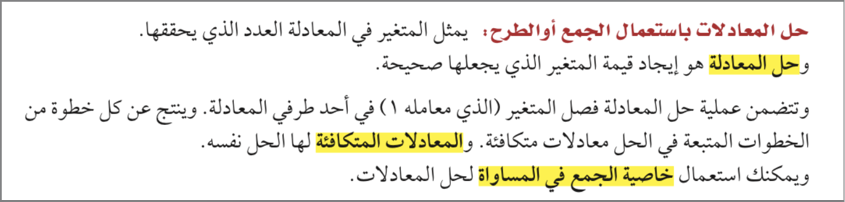 حل المعادلات باستعمال الجمع أوالطرح: يمثل المتغير في المعادلة العدد الذي يحققها.
وحل المعادلة هو إيجاد قيمة المتغير الذي يجعلها صحيحة.
وتتضمن عملية حل المعادلة فصل المتغير (الذي معامله ١) في أحد طرفي المعادلة. وينتج عن كل خطوة من
الخطوات المتبعة في الحل معادلات متكافئة. والمعادلات المتكافئة لها الحل نفسه.
ويمكنك استعمال خاصية الجمع في المساواة لحل المعادلات.